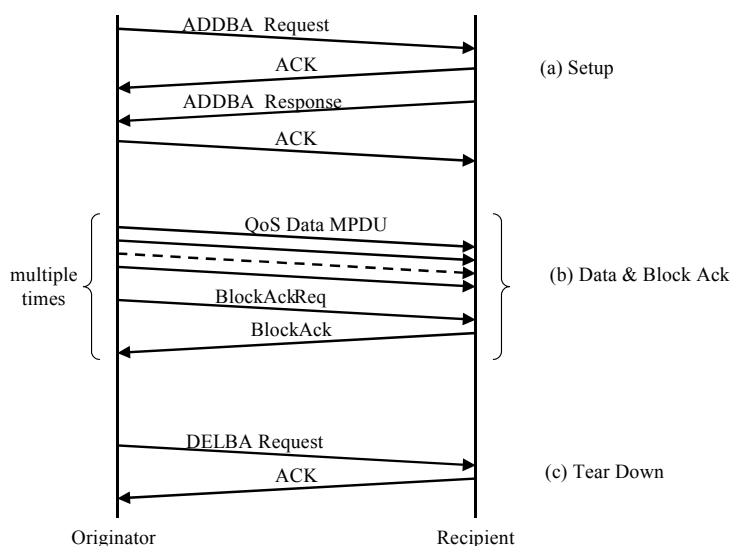 ADDBA Request
ACK
(a) Setup
ADDBA Response
ACK
QoS Data MPDU
multiple
times
(b) Data & Block Ack
BlockAckReq
BlockAck
DELBA Request
ACK
(c) Tear Down
Originator
Recipient